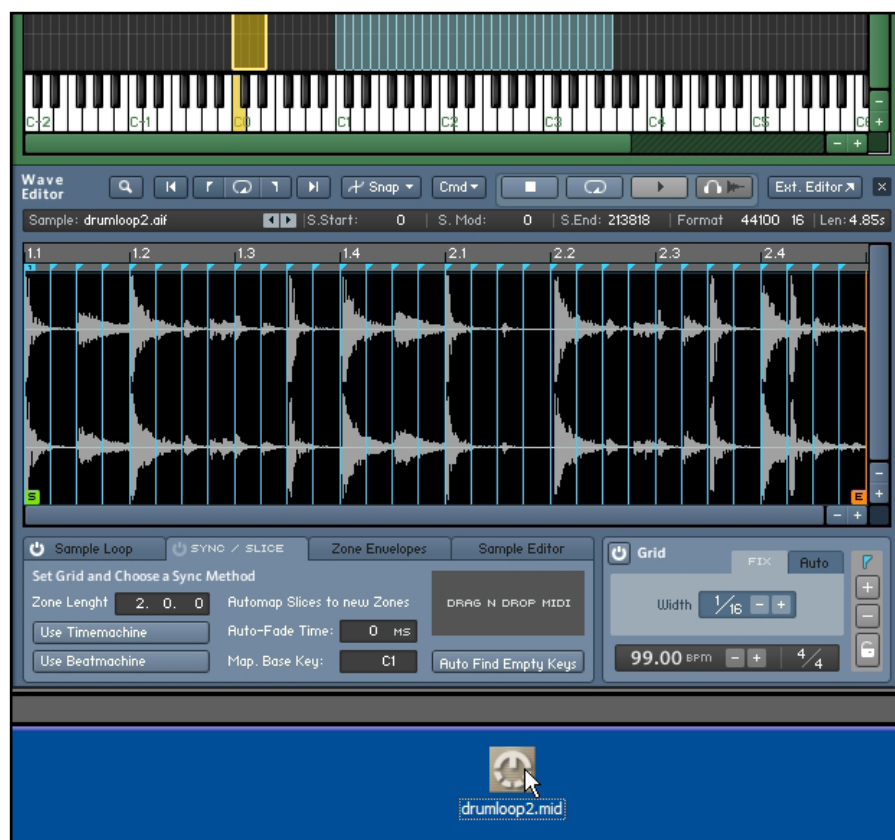 C-2 C-1 C0 C1 C2 C3 C4 C5 C6
Wave Editor Snap Cmd Ext. Editor
Sample: drumloop2.aif S.Start: 0 S. Mod: 0 S.End: 213818 Format 44100 16 Len: 4.85s
1.1 1.2 1.3 1.4 2.1 2.2 2.3 2.4
S E
Sample Loop SYNC / SLICE Zone Envelopes Sample Editor
Set Grid and Choose a Sync Method
Zone Lenght 2. 0. 0 Automap Slices to new Zones DRAG N DROP MIDI
Use Timemachine Auto-Fade Time: 0 MS
Use Beatmachine Map. Base Key: C1 Auto Find Empty Keys
Grid FIX Auto
Width 1/16
99.00 BPM 4/4
drumloop2.mid